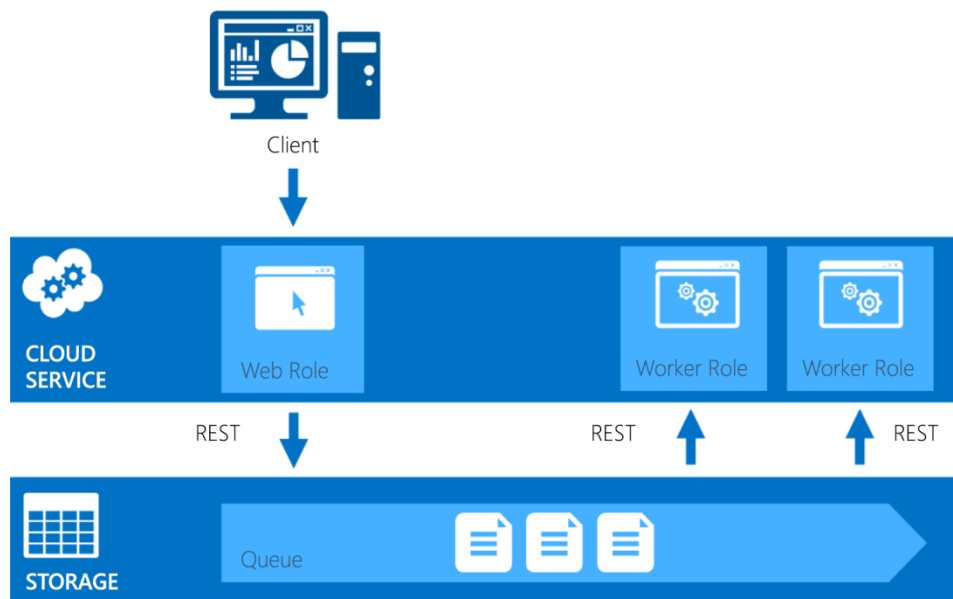 Client
CLOUD
SERVICE
Web Role
Worker Role
Worker Role
REST
REST
REST
Queue
STORAGE